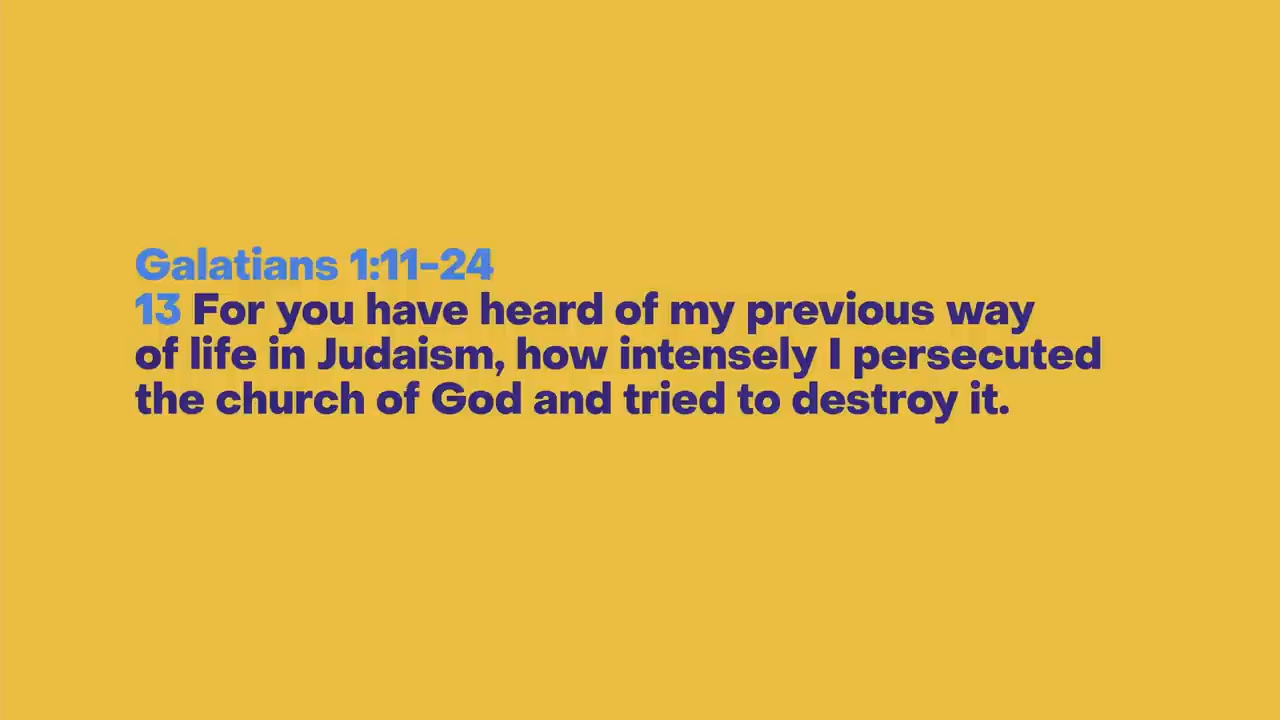 Galatians 1:11-24
13 For you have heard of my previous way
of life in Judaism, how intensely I persecuted
the church of God and tried to destroy it.